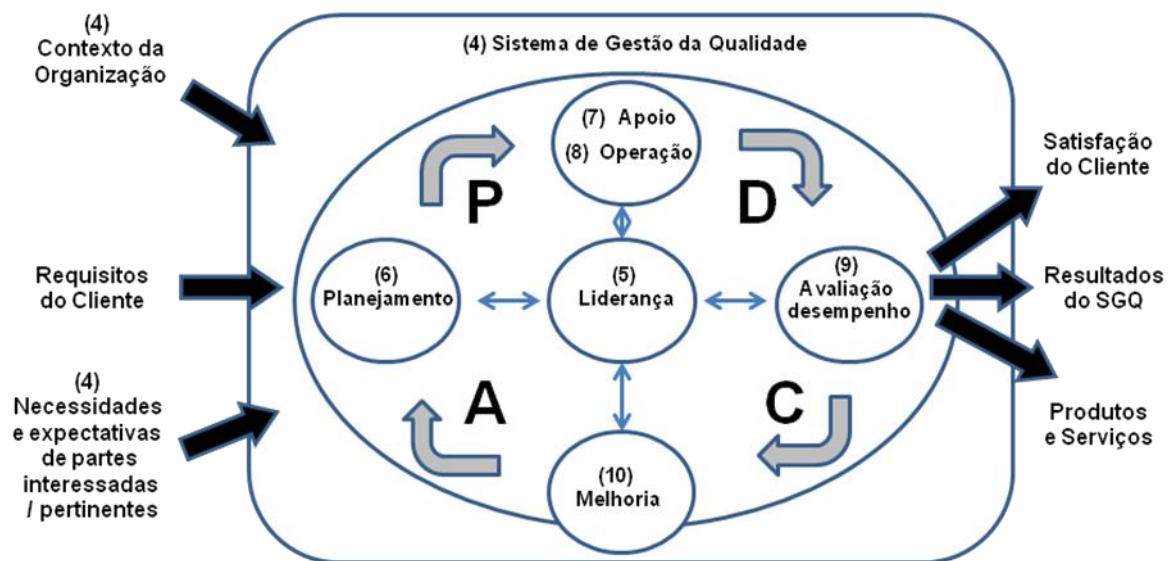 (4)
Contexto da
Organização
Requisitos
do Cliente
(4)
Necessidades
e expectativas
de partes
interessadas
/ pertinentes
(4) Sistema de Gestão da Qualidade
(7) Apoio
(8) Operação
P
D
(6)
Planejamento
(5)
Liderança
(9)
Avaliação
desempenho
A
C
(10)
Melhoria
Satisfação
do Cliente
Resultados
do SGQ
Produtos
e Serviços